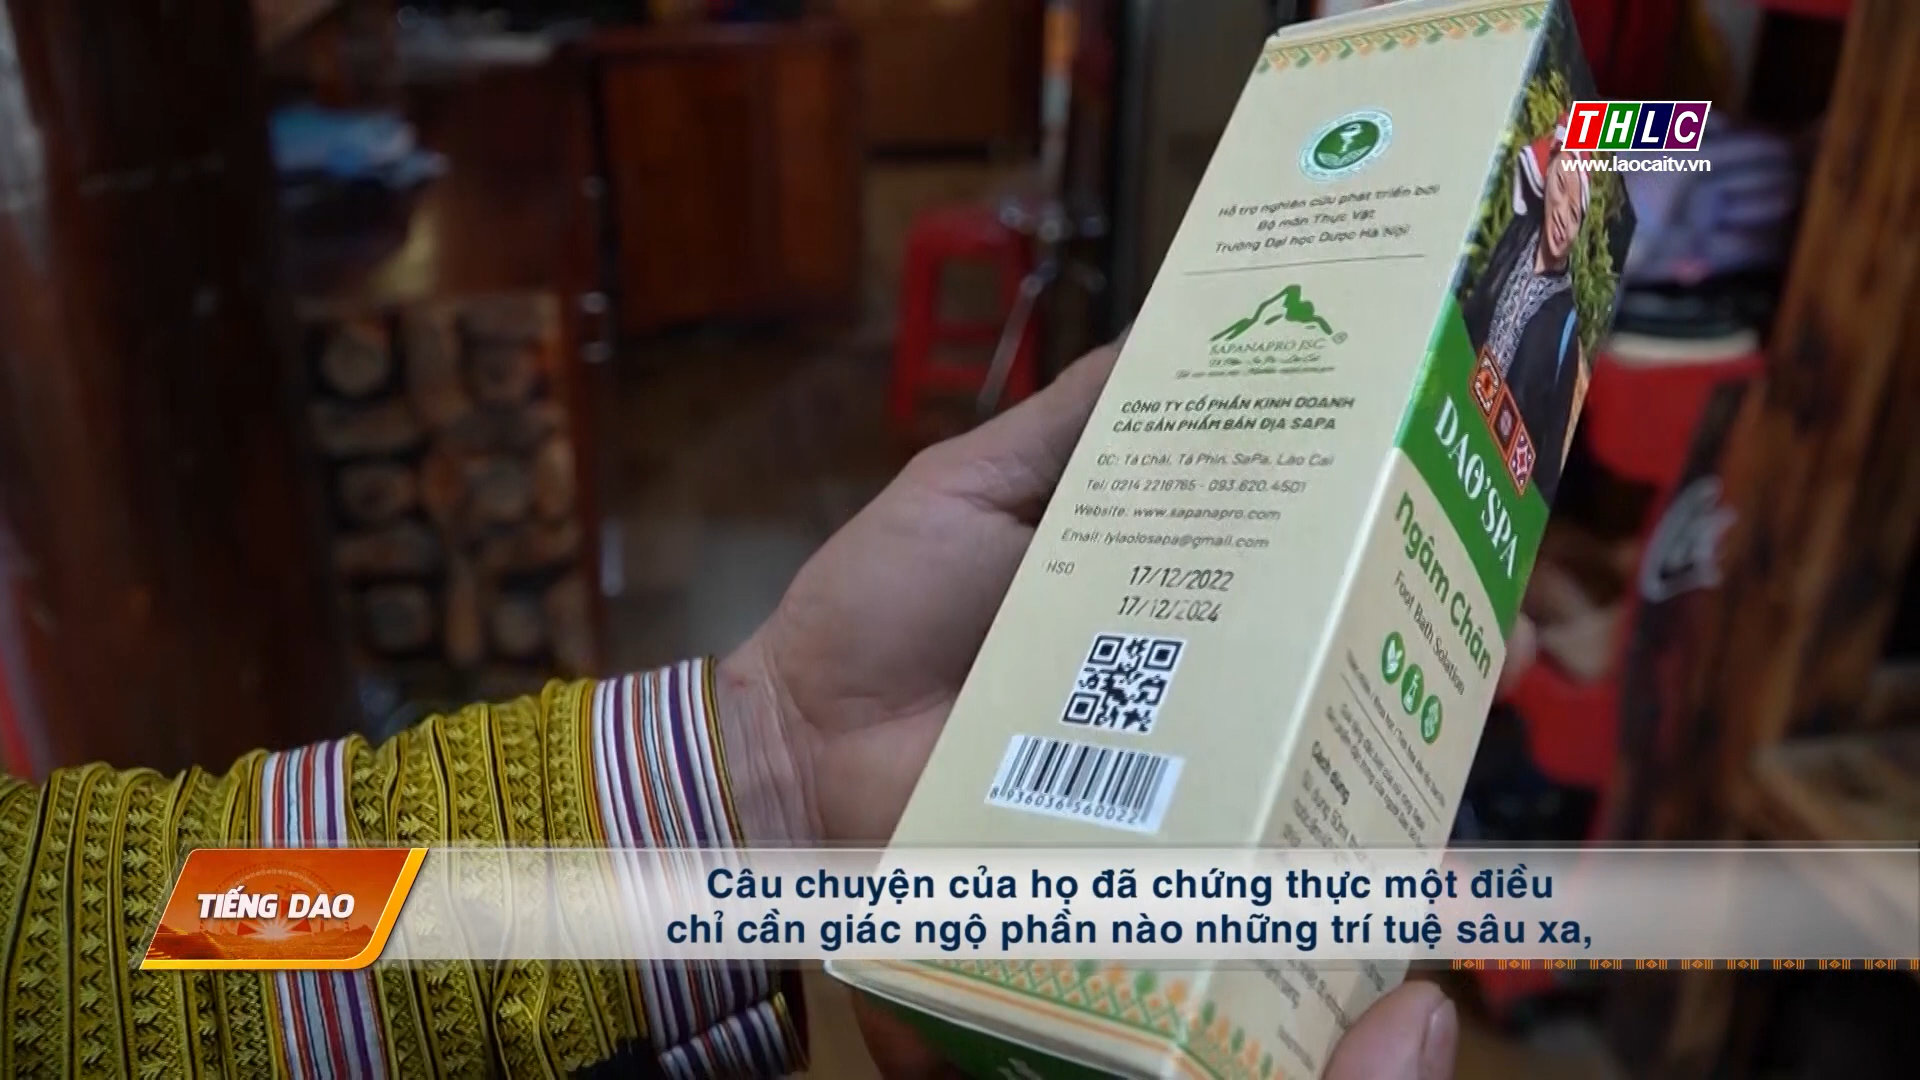 THLC
www.laocaitv.vn
Hỗ trợ nghiên cứu phát triển bởi
Bộ môn Thực Vật
Trường Đại học Dược Hà Nội
SAPANAPRO JSC
CÔNG TY CỔ PHẦN KINH DOANH
CÁC SẢN PHẨM BẢN ĐỊA SAPA
ĐC: Tả Chải, Tả Phìn, SaPa, Lào Cai
Tel: 0214 2216765 - 093.620.4501
Website: www.sapanapro.com
Email: lylaolosapa@gmail.com
HSD
17/12/2022
17/12/2024
8 936036 560022
DAO'SPA
Ngâm Chân
Foot Bath Solution
Cách dùng
TIẾNG DAO
Câu chuyện của họ đã chứng thực một điều
chỉ cần giác ngộ phần nào những trí tuệ sâu xa,